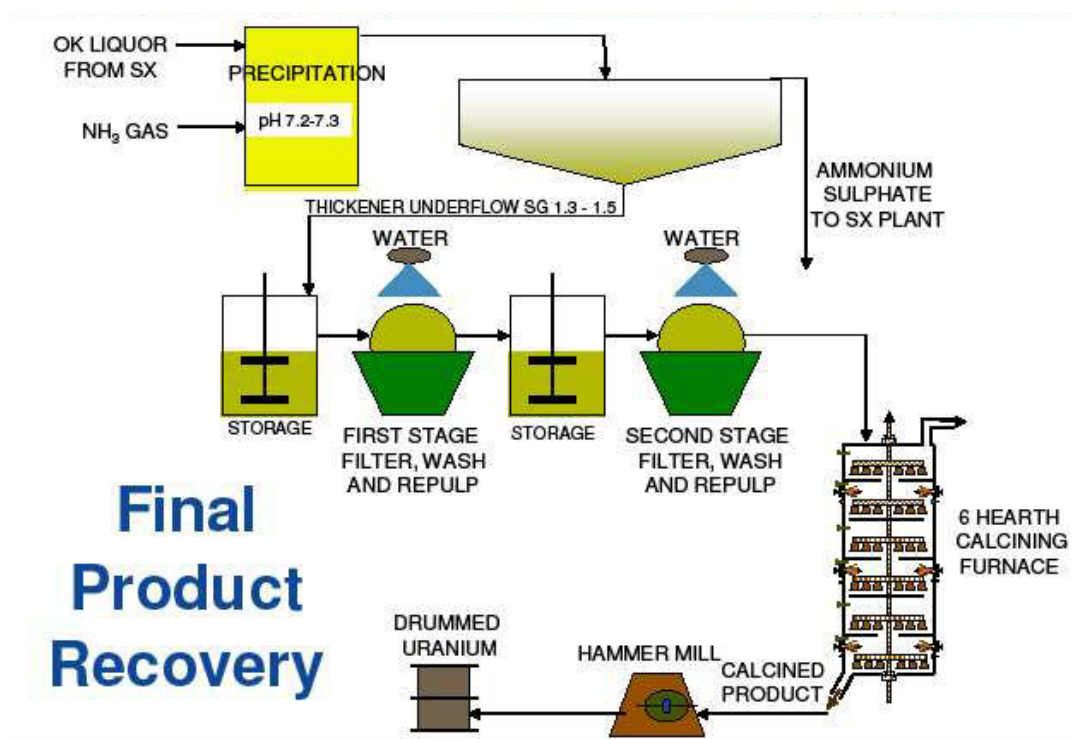 OK LIQUOR
FROM SX
PRECIPITATION
pH 7.2-7.3
NH₃ GAS
AMMONIUM
SULPHATE
TO SX PLANT
THICKENER UNDERFLOW SG 1.3 - 1.5
WATER
WATER
STORAGE
FIRST STAGE
FILTER, WASH
AND REPULP
STORAGE
SECOND STAGE
FILTER, WASH
AND REPULP
Final
Product
Recovery
6 HEARTH
CALCINING
FURNACE
DRUMMED
URANIUM
HAMMER MILL
CALCINED
PRODUCT